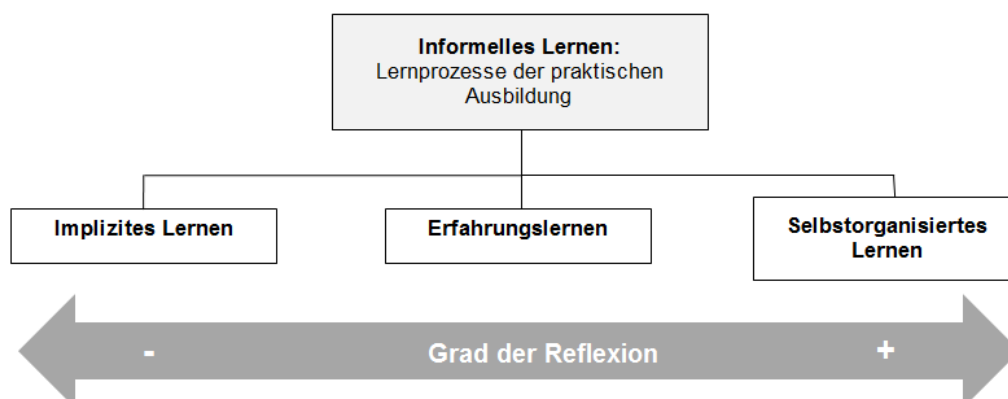 Informelles Lernen:
Lernprozesse der praktischen
Ausbildung
Implizites Lernen
Erfahrungslernen
Selbstorganisiertes
Lernen
- Grad der Reflexion +